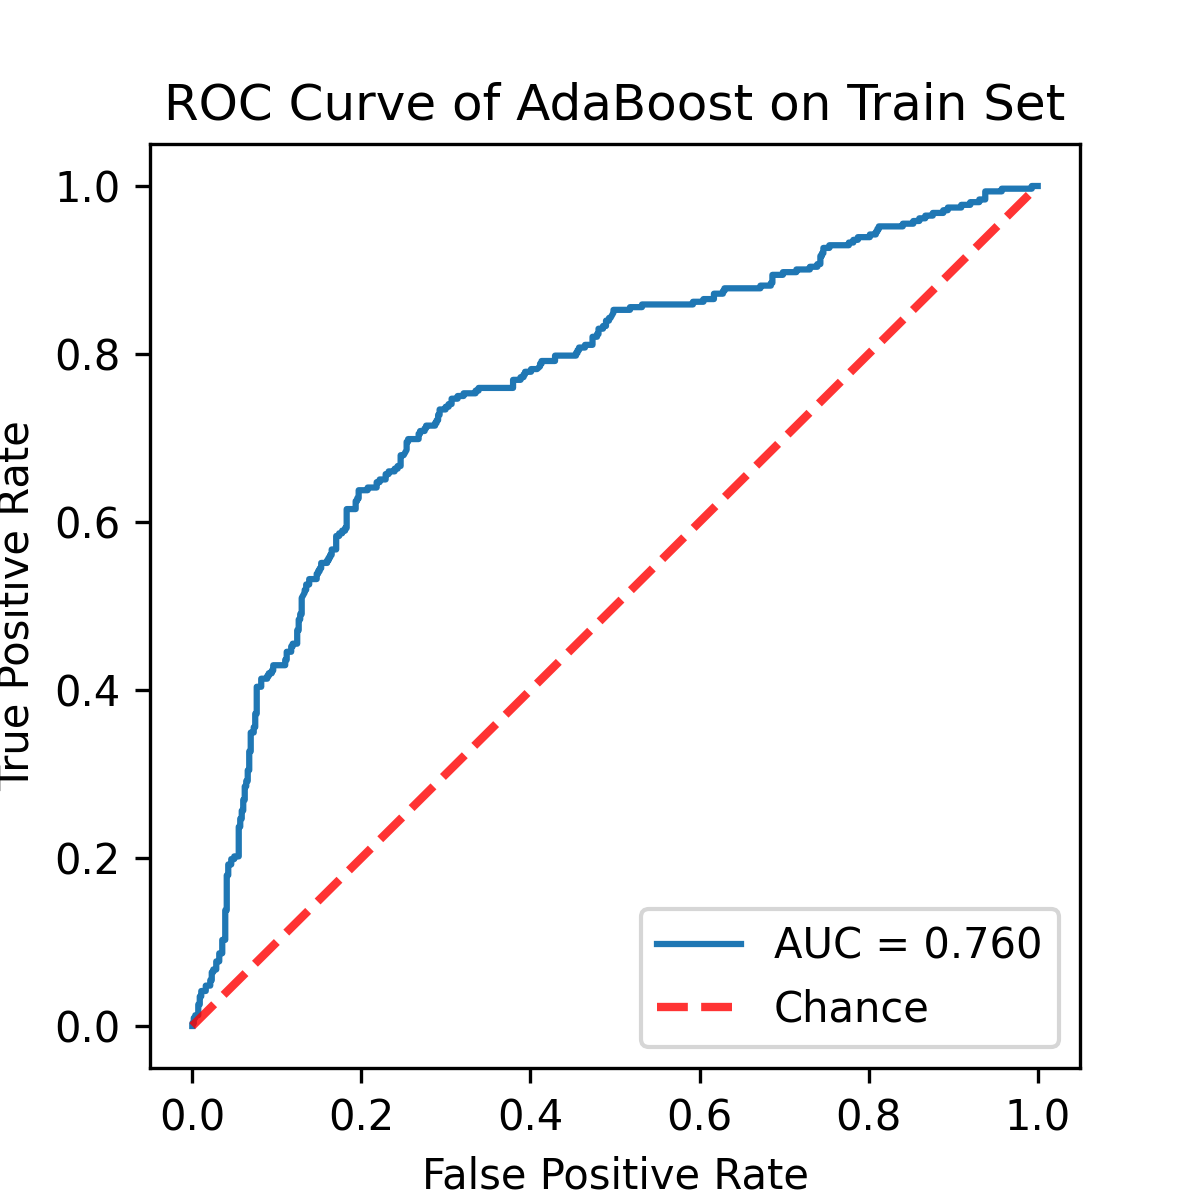 ROC Curve of AdaBoost on Train Set
True Positive Rate
1.0
0.8
0.6
0.4
0.2
0.0
AUC = 0.760
Chance
0.0 0.2 0.4 0.6 0.8 1.0
False Positive Rate